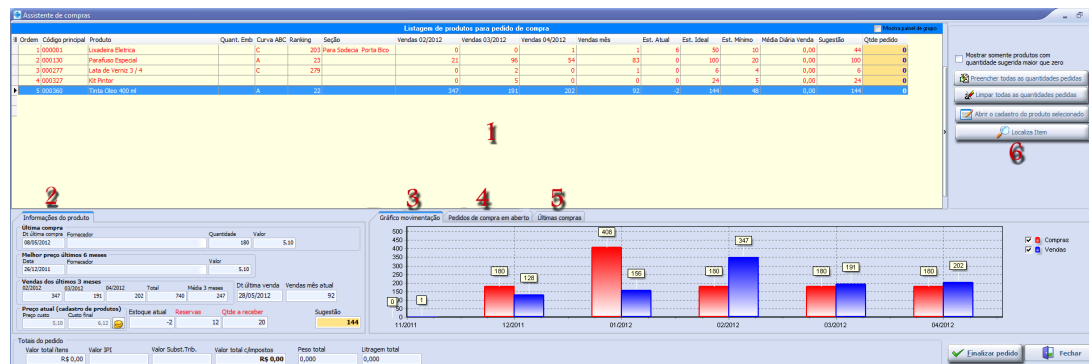 Assistente de compras
Listagem de produtos para pedido de compra
Mostra painel de grupo
Ordem Código principal Produto Quant. Emb Curva ABC Ranking Seção Vendas 02/2012 Vendas 03/2012 Vendas 04/2012 Vendas mês Est. Atual Est. Ideal Est. Mínimo Média Diária Venda Sugestão Qtde pedido
1 000001 Lixadeira Eletrica C 203 Para Sodecia Porta Bico 0 0 1 1 6 50 10 0,00 44 0
2 000130 Parafuso Especial A 23 21 96 54 83 0 100 20 0,00 100 0
3 000277 Lata de Verniz 3 / 4 C 279 0 2 0 1 6 4 0,00 6 0
4 000327 Kit Pintor 0 5 0 0 24 5 0,00 24 0
5 000360 Tinta Oleo 400 ml A 22 347 191 202 92 -2 144 48 0,00 144 0
Mostrar somente produtos com
quantidade sugerida maior que zero
Preencher todas as quantidades pedidas
Limpar todas as quantidades pedidas
Abrir o cadastro do produto selecionado
Localiza Item
1
6
2
3 4 5
Informações do produto
Última compra
Dt última compra Fornecedor Quantidade Valor
08/05/2012 180 5,10
Melhor preço últimos 6 meses
Data Fornecedor Valor
26/12/2011 5,10
Vendas dos últimos 3 meses
02/2012 03/2012 04/2012 Total Média 3 meses Dt última venda Vendas mês atual
347 191 202 740 247 28/05/2012 92
Preço atual (cadastro de produtos)
Preço custo Custo final Estoque atual Reservas Qtde a receber Sugestão
5,10 6,12 -2 12 20 144
Gráfico movimentação Pedidos de compra em aberto Últimas compras
500
450
400
350
300
250
200
150
100
50
0
0 1 180 128 408 156 180 347 180 191 180 202
11/2011 12/2011 01/2012 02/2012 03/2012 04/2012
Compras
Vendas
Totais do pedido
Valor total ítens Valor IPI Valor Subst.Trib. Valor total c/impostos Peso total Litragem total
R$ 0,00 R$ 0,00 0,000 0,000
Finalizar pedido Fechar